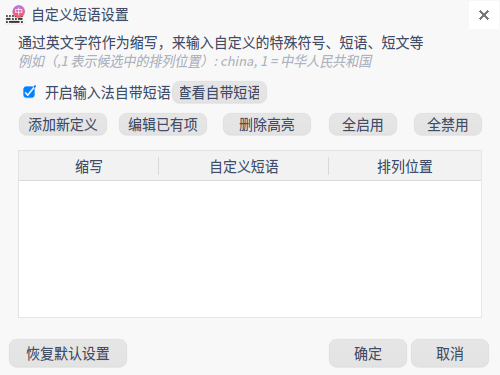 自定义短语设置
通过英文字符作为缩写，来输入自定义的特殊符号、短语、短文等
例如（,1 表示候选中的排列位置）: china, 1 = 中华人民共和国
开启输入法自带短语 查看自带短语
添加新定义 编辑已有项 删除高亮 全启用 全禁用
缩写 自定义短语 排列位置
恢复默认设置 确定 取消